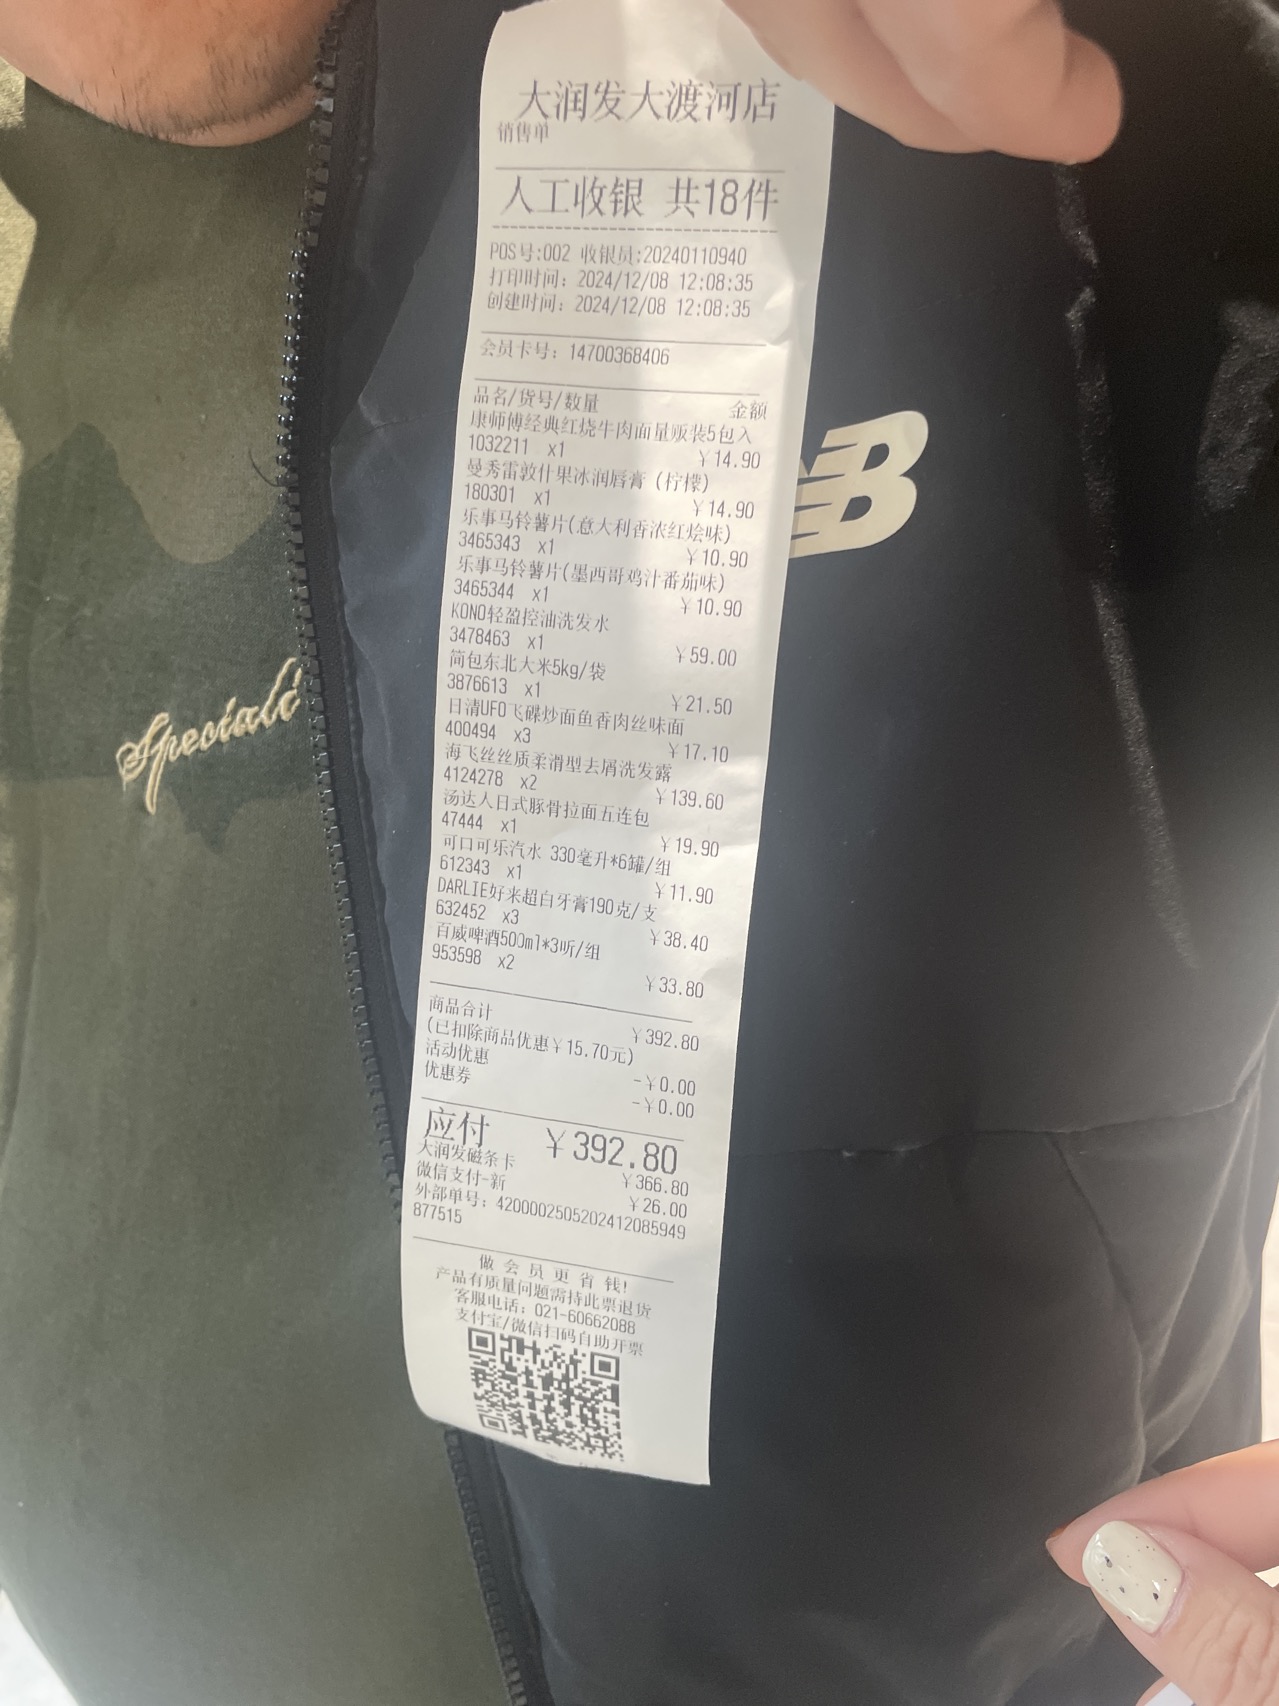 大润发大渡河店
销售单
人工收银 共18件
POS号:002 收银员:20240110940
打印时间: 2024/12/08 12:08:35
创建时间: 2024/12/08 12:08:35
会员卡号: 14700368406
品名/货号/数量 金额
康师傅经典红烧牛肉面量贩装5包入
1032211 x1 ¥14.90
曼秀雷敦什果冰润唇膏 (柠檬)
180301 x1 ¥14.90
乐事马铃薯片(意大利香浓红烩味)
3465343 x1 ¥10.90
乐事马铃薯片(墨西哥鸡汁番茄味)
3465344 x1 ¥10.90
KONO轻盈控油洗发水
3478463 x1 ¥59.00
简包东北大米5kg/袋
3876613 x1 ¥21.50
日清UFO飞碟炒面鱼香肉丝味面
400494 x3 ¥17.10
海飞丝丝质柔滑型去屑洗发露
4124278 x2 ¥139.60
汤达人日式豚骨拉面五连包
47444 x1 ¥19.90
可口可乐汽水 330毫升*6罐/组
612343 x1 ¥11.90
DARLIE好来超白牙膏190克/支
632452 x3 ¥38.40
百威啤酒500ml*3听/组
953598 x2 ¥33.80
商品合计 ¥392.80
(已扣除商品优惠¥15.70元)
活动优惠 -¥0.00
优惠券 -¥0.00
应付 ¥392.80
大润发磁条卡 ¥366.80
微信支付-新 ¥26.00
外部单号: 4200002505202412085949
877515
做 会 员 更 省 钱!
产品有质量问题需持此票退货
客服电话: 021-60662088
支付宝/微信扫码自助开票
B